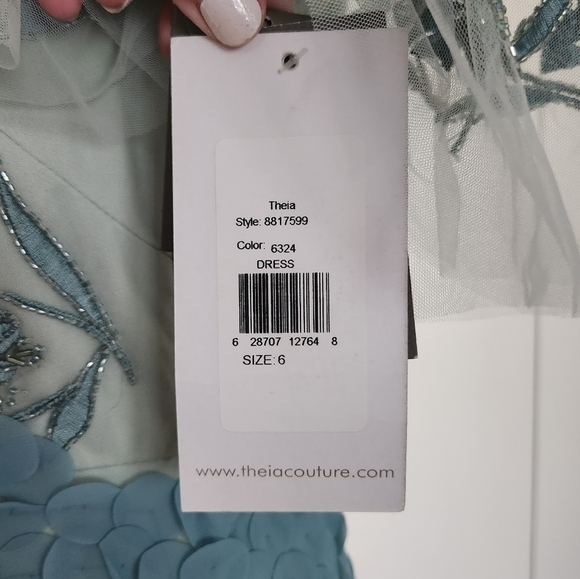 Theia
Style: 8817599
Color: 6324
DRESS
6 28707 12764 8
SIZE: 6
www.theiacouture.com